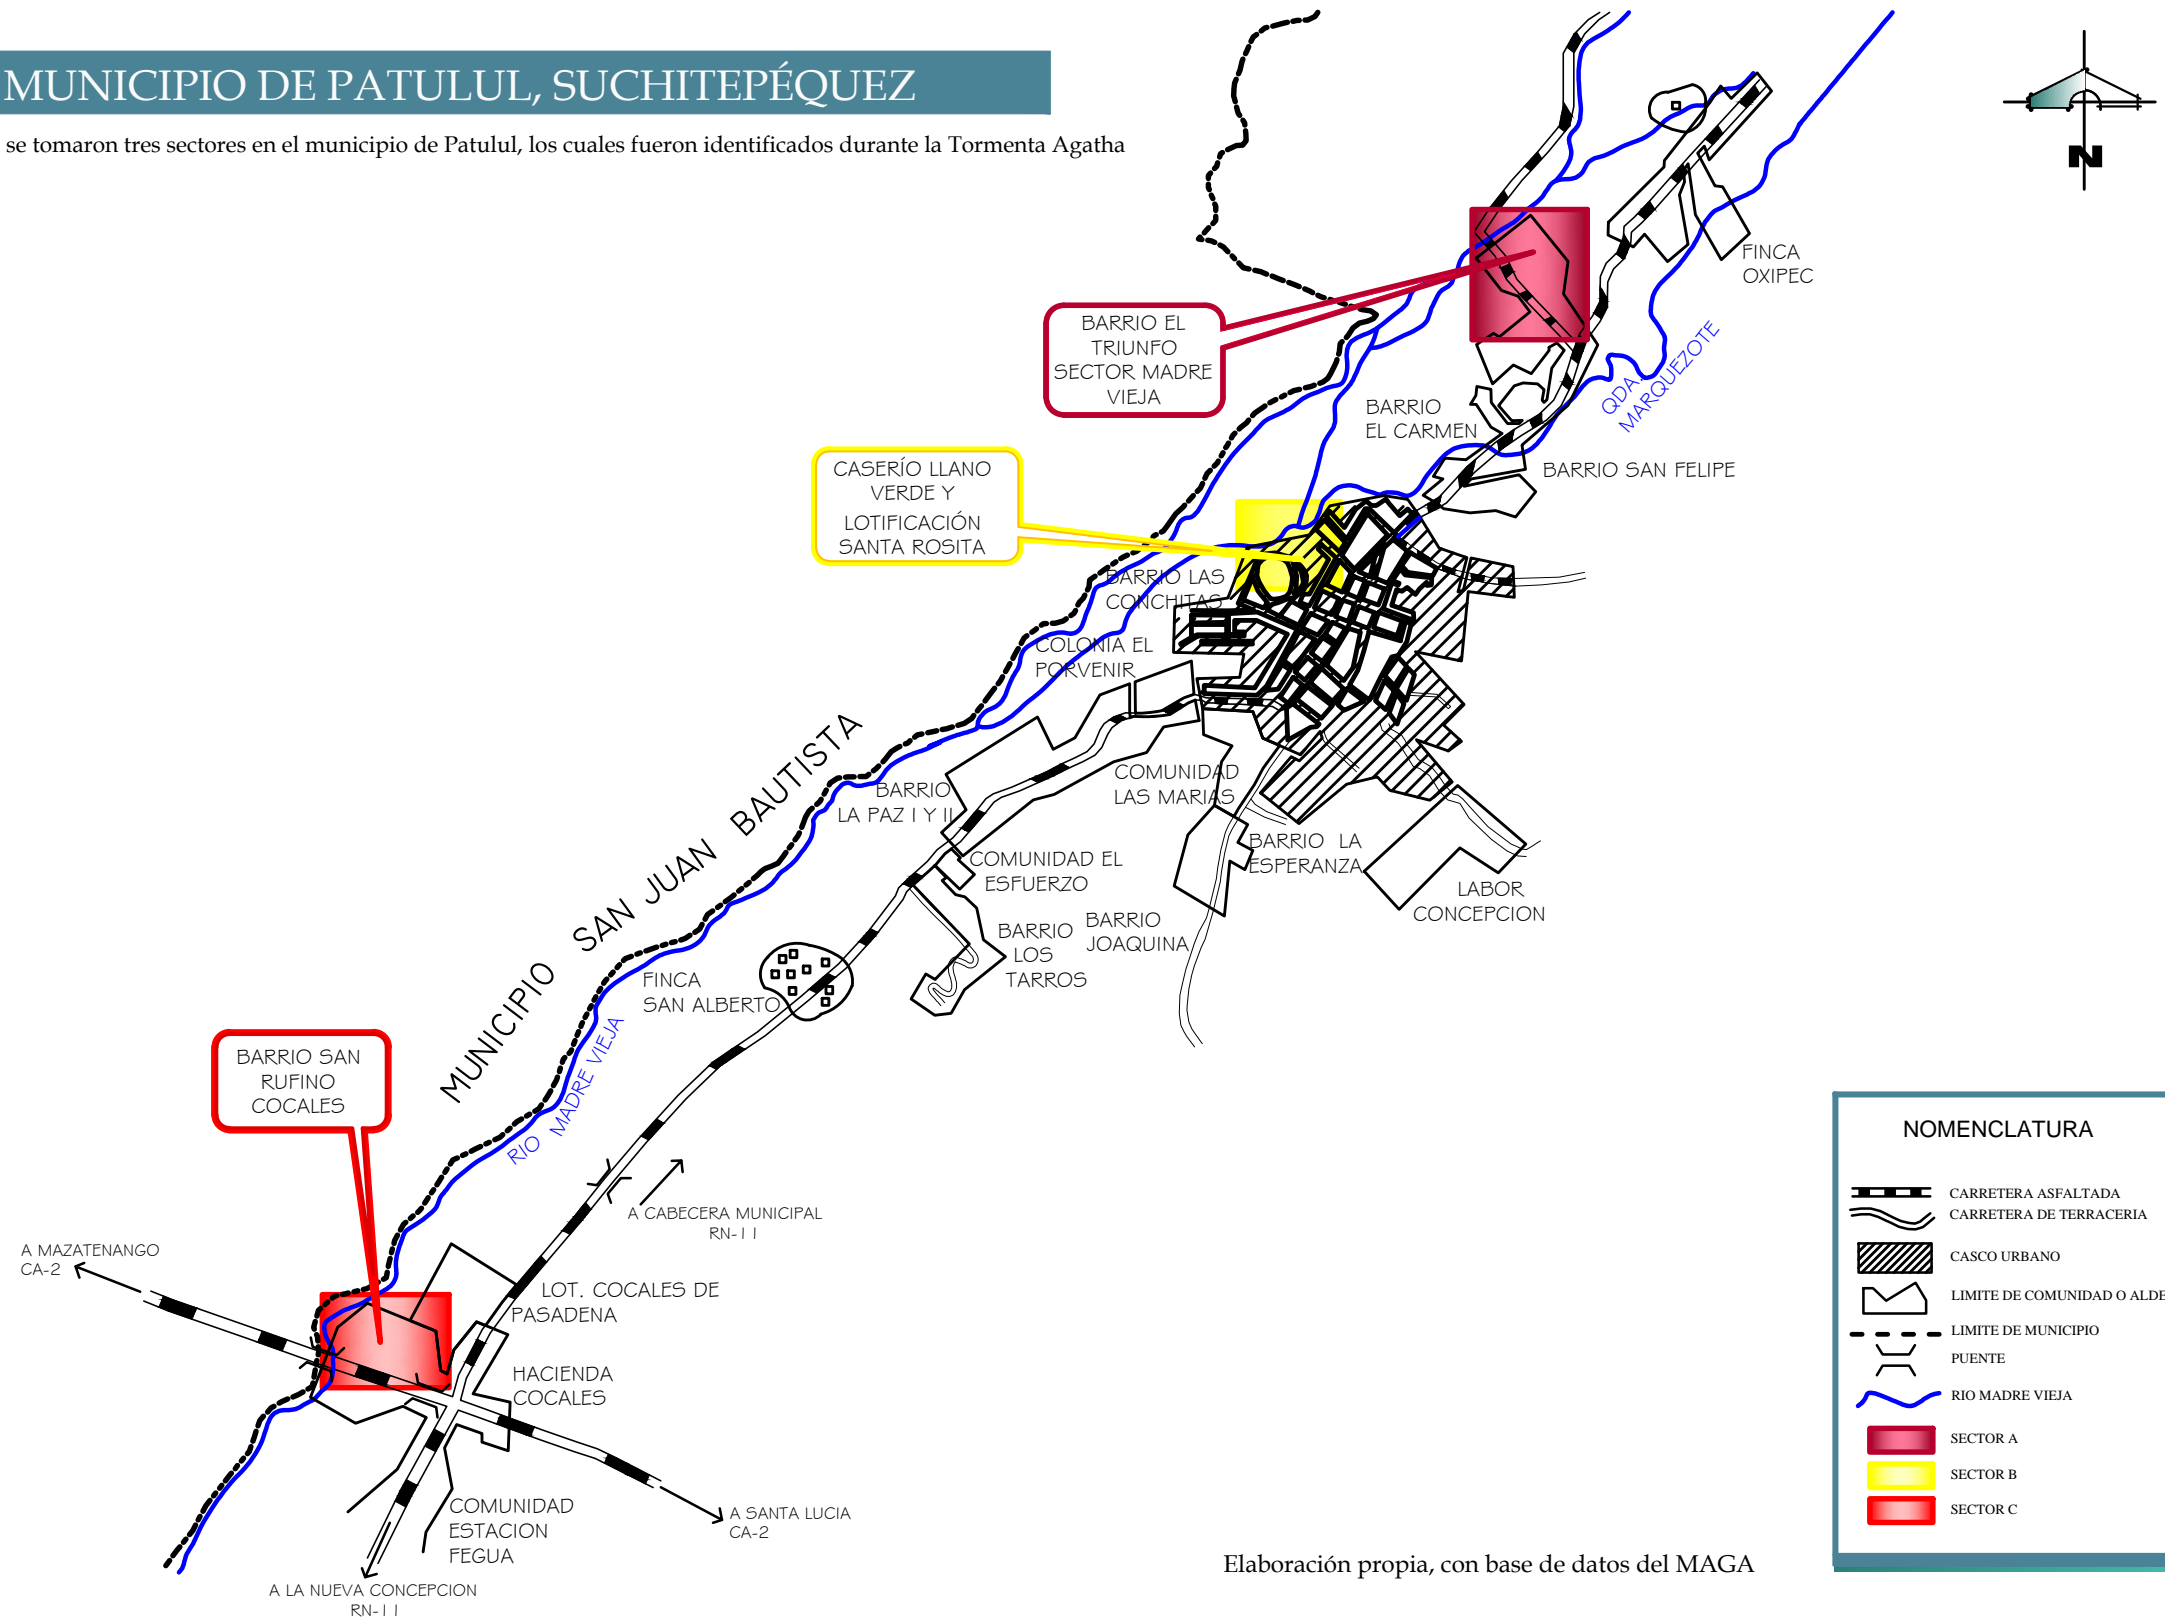 MUNICIPIO DE PATULUL, SUCHITEPÉQUEZ
se tomaron tres sectores en el municipio de Patulul, los cuales fueron identificados durante la Tormenta Agatha
N
FINCA
OXIPEC
BARRIO EL
TRIUNFO
SECTOR MADRE
VIEJA
QDA.
MARQUEZOTE
BARRIO
EL CARMEN
BARRIO SAN FELIPE
CASERÍO LLANO
VERDE Y
LOTIFICACIÓN
SANTA ROSITA
BARRIO LAS
CONCHITAS
COLONIA EL
PORVENIR
MUNICIPIO SAN JUAN BAUTISTA
BARRIO
LA PAZ I Y II
COMUNIDAD
LAS MARIAS
BARRIO LA
ESPERANZA
COMUNIDAD EL
ESFUERZO
LABOR
CONCEPCION
BARRIO
LOS
TARROS
BARRIO
JOAQUINA
FINCA
SAN ALBERTO
RIO MADRE VIEJA
BARRIO SAN
RUFINO
COCALES
A CABECERA MUNICIPAL
RN-11
A MAZATENANGO
CA-2
LOT. COCALES DE
PASADENA
HACIENDA
COCALES
COMUNIDAD
ESTACION
FEGUA
A SANTA LUCIA
CA-2
A LA NUEVA CONCEPCION
RN-11
NOMENCLATURA
CARRETERA ASFALTADA
CARRETERA DE TERRACERIA
CASCO URBANO
LIMITE DE COMUNIDAD O ALDE
LIMITE DE MUNICIPIO
PUENTE
RIO MADRE VIEJA
SECTOR A
SECTOR B
SECTOR C
Elaboración propia, con base de datos del MAGA